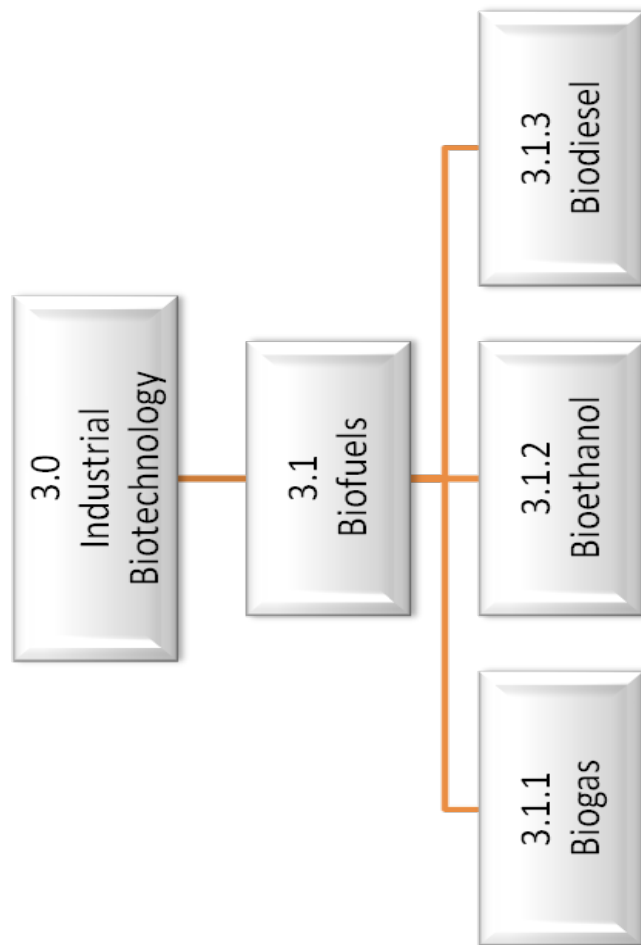 3.0
Industrial
Biotechnology
3.1
Biofuels
3.1.1
Biogas
3.1.2
Bioethanol
3.1.3
Biodiesel